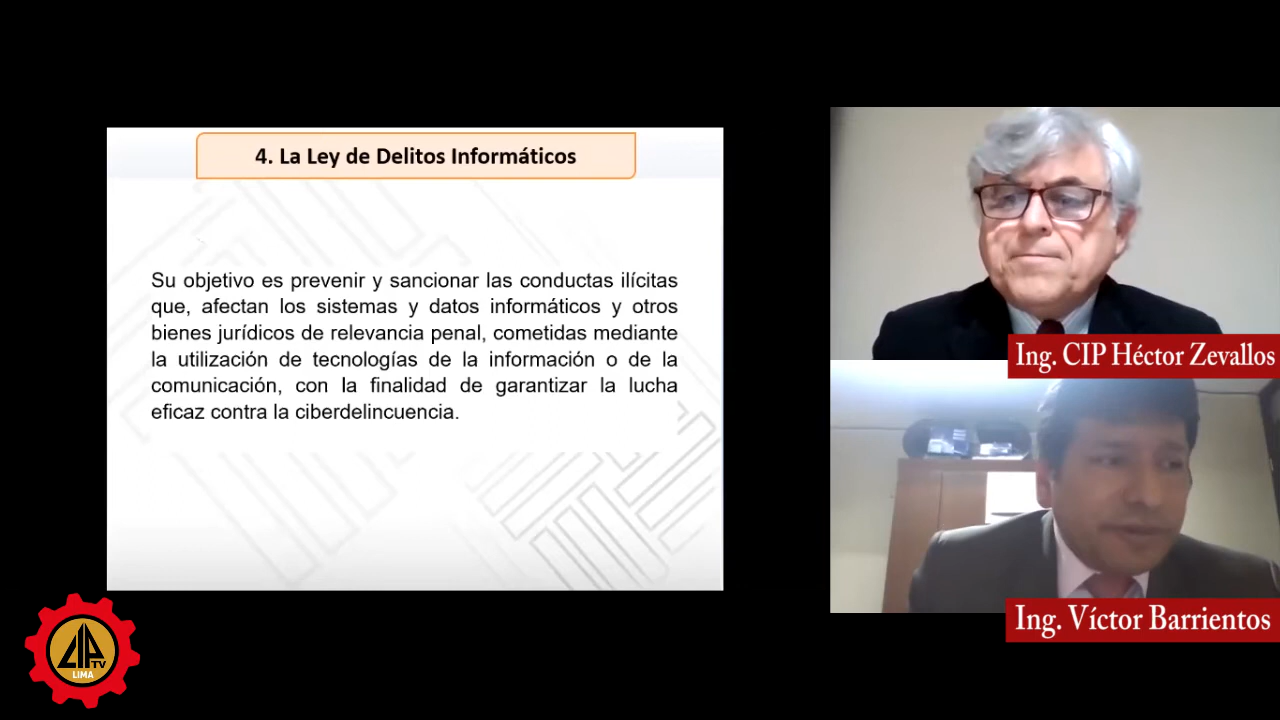 4. La Ley de Delitos Informáticos
Su objetivo es prevenir y sancionar las conductas ilícitas
que, afectan los sistemas y datos informáticos y otros
bienes jurídicos de relevancia penal, cometidas mediante
la utilización de tecnologías de la información o de la
comunicación, con la finalidad de garantizar la lucha
eficaz contra la ciberdelincuencia.
Ing. CIP Héctor Zevallos
Ing. Víctor Barrientos
CIP
TV
LIMA